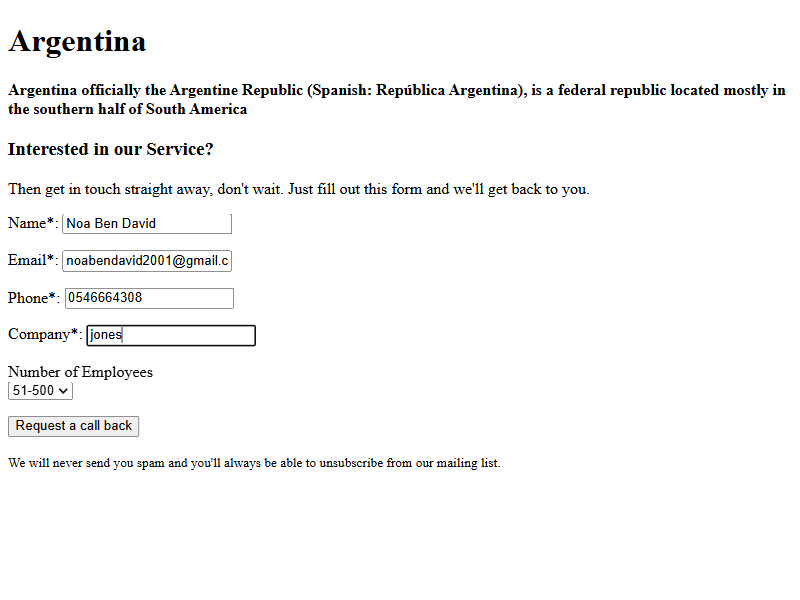 Argentina
Argentina officially the Argentine Republic (Spanish: República Argentina), is a federal republic located mostly in
the southern half of South America
Interested in our Service?
Then get in touch straight away, don't wait. Just fill out this form and we'll get back to you.
Name*: Noa Ben David
Email*: noabendavid2001@gmail.c
Phone*: 0546664308
Company*: jones
Number of Employees
51-500
Request a call back
We will never send you spam and you'll always be able to unsubscribe from our mailing list.